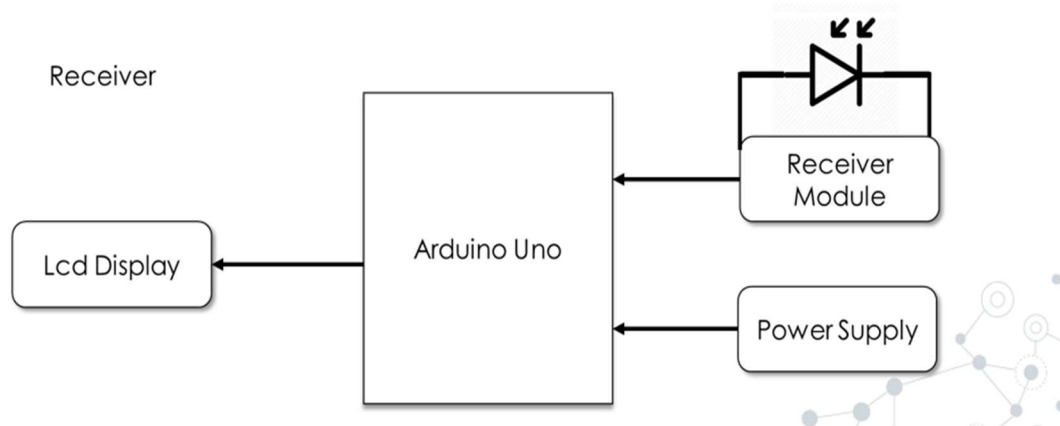 Receiver
Receiver
Module
Arduino Uno
Lcd Display
Power Supply